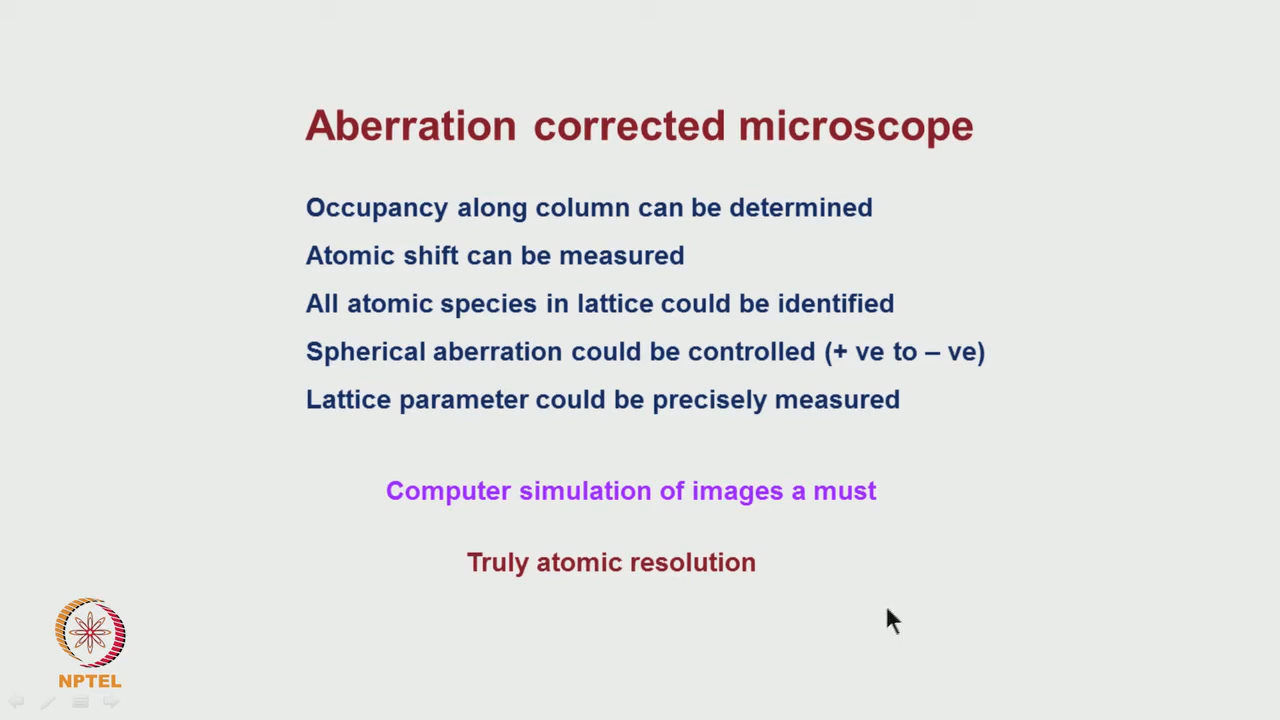 Aberration corrected microscope
Occupancy along column can be determined
Atomic shift can be measured
All atomic species in lattice could be identified
Spherical aberration could be controlled (+ ve to – ve)
Lattice parameter could be precisely measured
Computer simulation of images a must
Truly atomic resolution
NPTEL